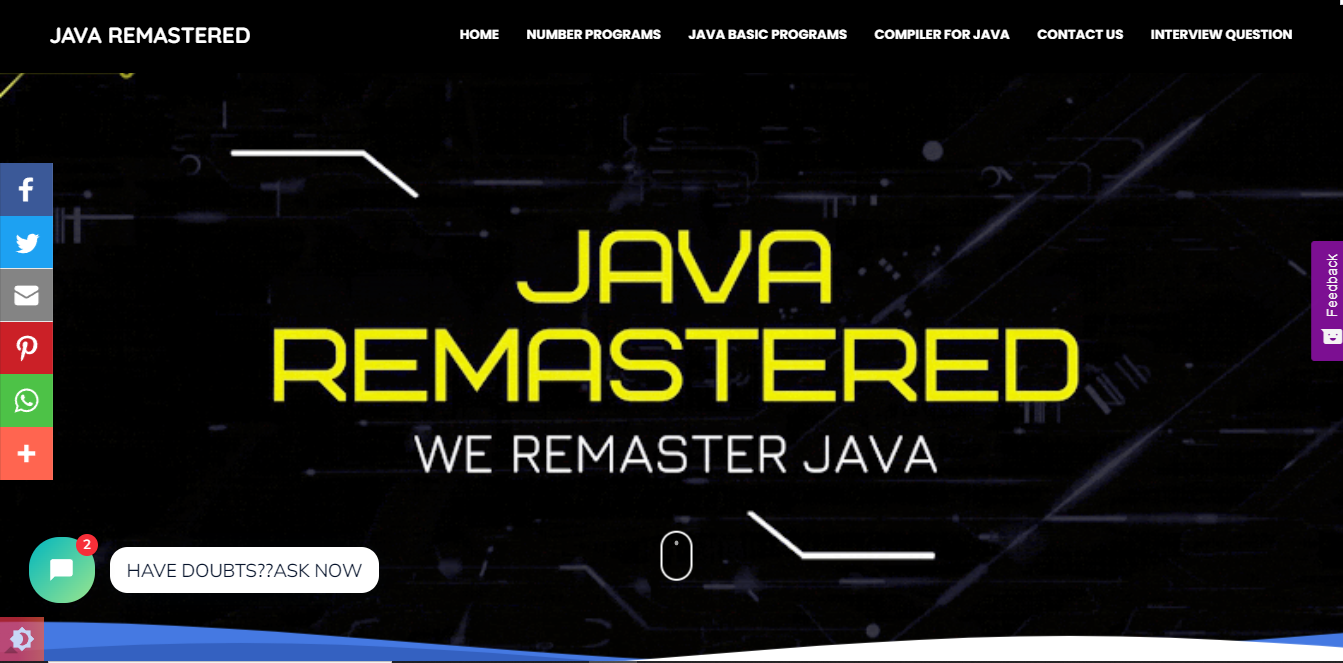 JAVA REMASTERED
HOME NUMBER PROGRAMS JAVA BASIC PROGRAMS COMPILER FOR JAVA CONTACT US INTERVIEW QUESTION
JAVA
REMASTERED
WE REMASTER JAVA
Feedback
2
HAVE DOUBTS??ASK NOW